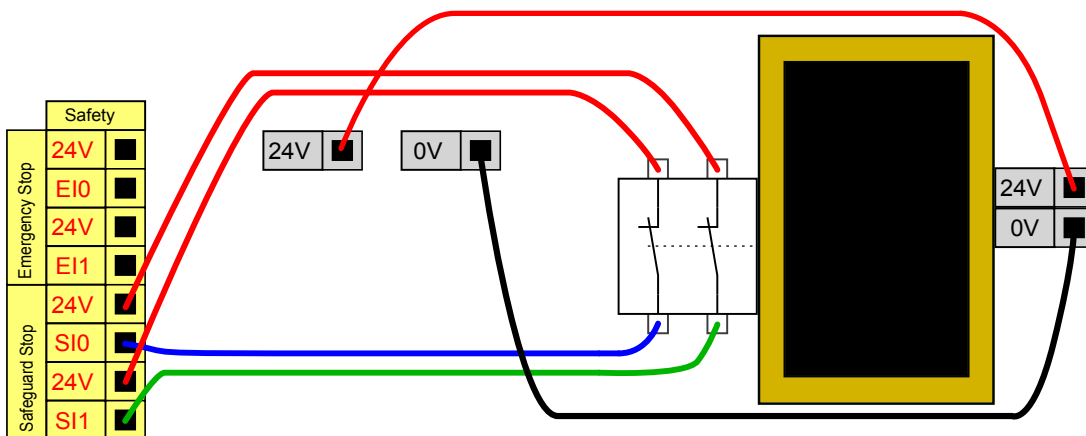 Safety
Emergency Stop
24V
EI0
24V
EI1
Safeguard Stop
24V
SI0
24V
SI1
24V
0V
24V
0V